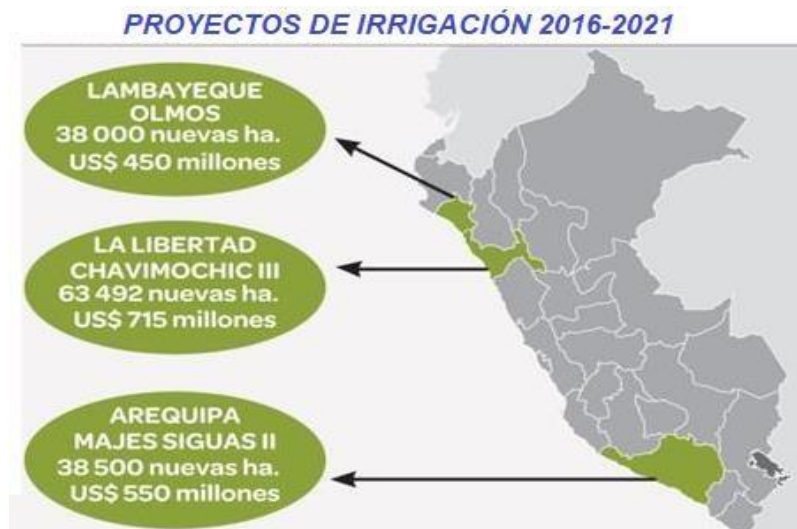 PROYECTOS DE IRRIGACIÓN 2016-2021
LAMBAYEQUE
OLMOS
38 000 nuevas ha.
US$ 450 millones
LA LIBERTAD
CHAVIMOCHIC III
63 492 nuevas ha.
US$ 715 millones
AREQUIPA
MAJES SIGUAS II
38 500 nuevas ha.
US$ 550 millones